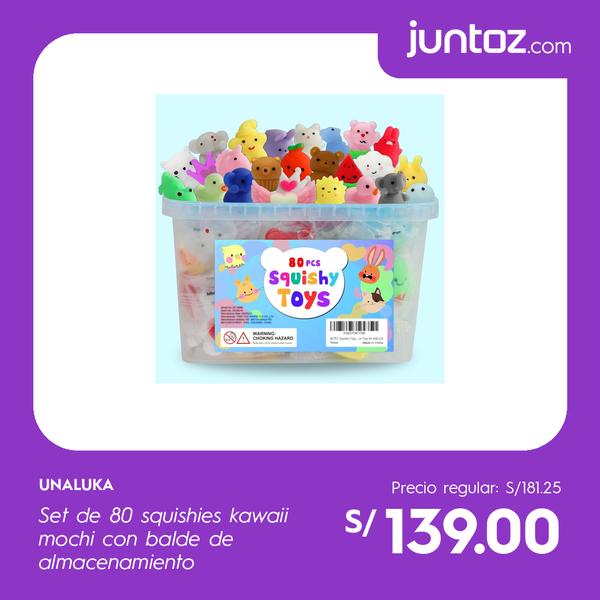 juntoz.com
80 PCS
Squishy
TOYS
WARNING:
CHOKING HAZARD
UNALUKA
Set de 80 squishies kawaii
mochi con balde de
almacenamiento
Precio regular: S/181.25
S/139.00